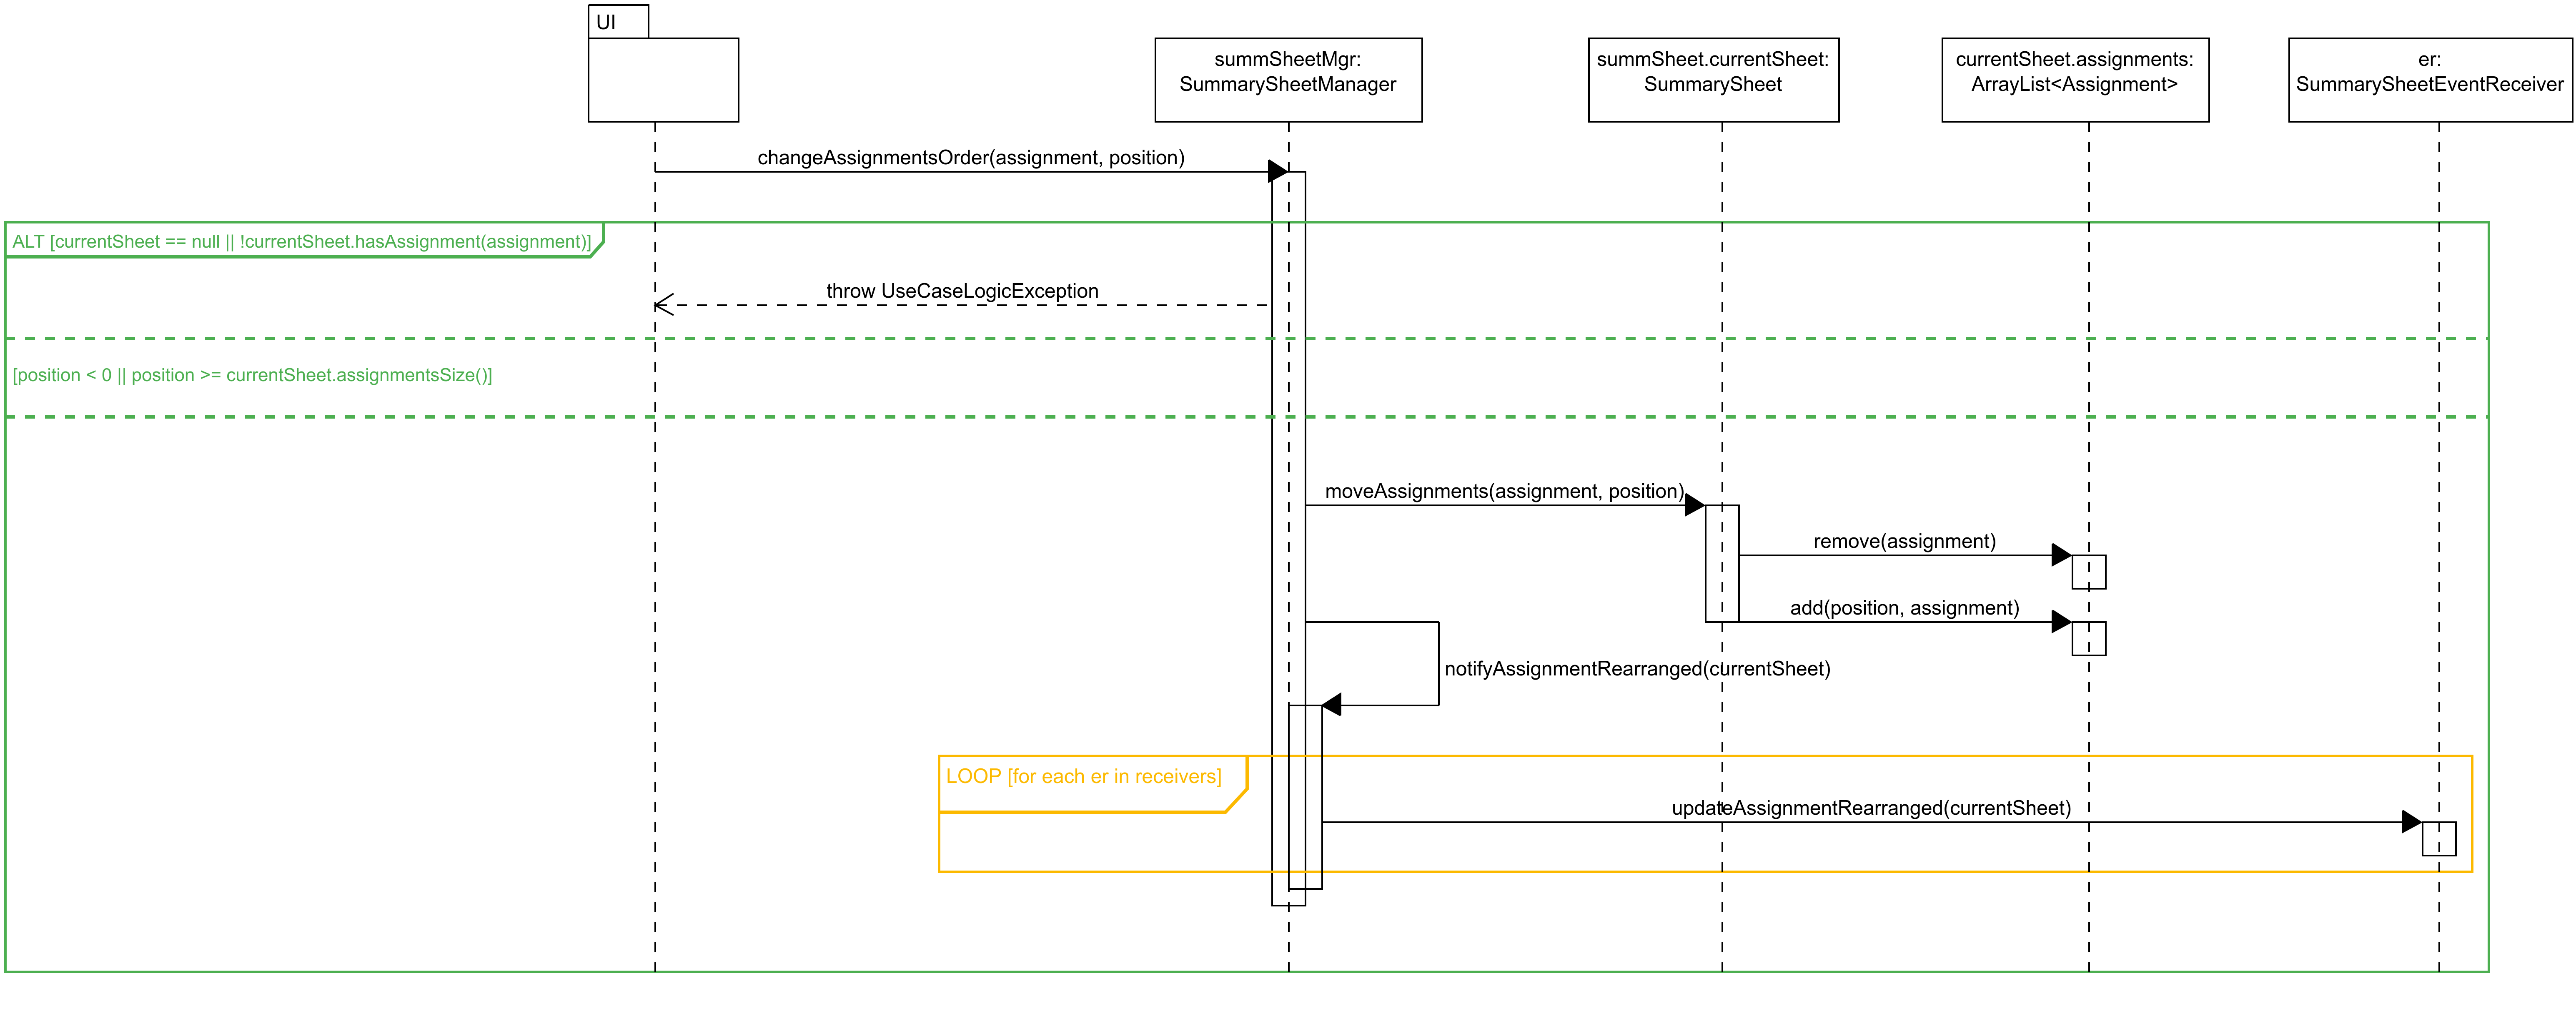 UI
summSheetMgr:
SummarySheetManager
summSheet.currentSheet:
SummarySheet
currentSheet.assignments:
ArrayList<Assignment>
er:
SummarySheetEventReceiver
changeAssignmentsOrder(assignment, position)
ALT [currentSheet == null || !currentSheet.hasAssignment(assignment)]
throw UseCaseLogicException
[position < 0 || position >= currentSheet.assignmentsSize()]
moveAssignments(assignment, position)
remove(assignment)
add(position, assignment)
notifyAssignmentRearranged(currentSheet)
LOOP [for each er in receivers]
updateAssignmentRearranged(currentSheet)